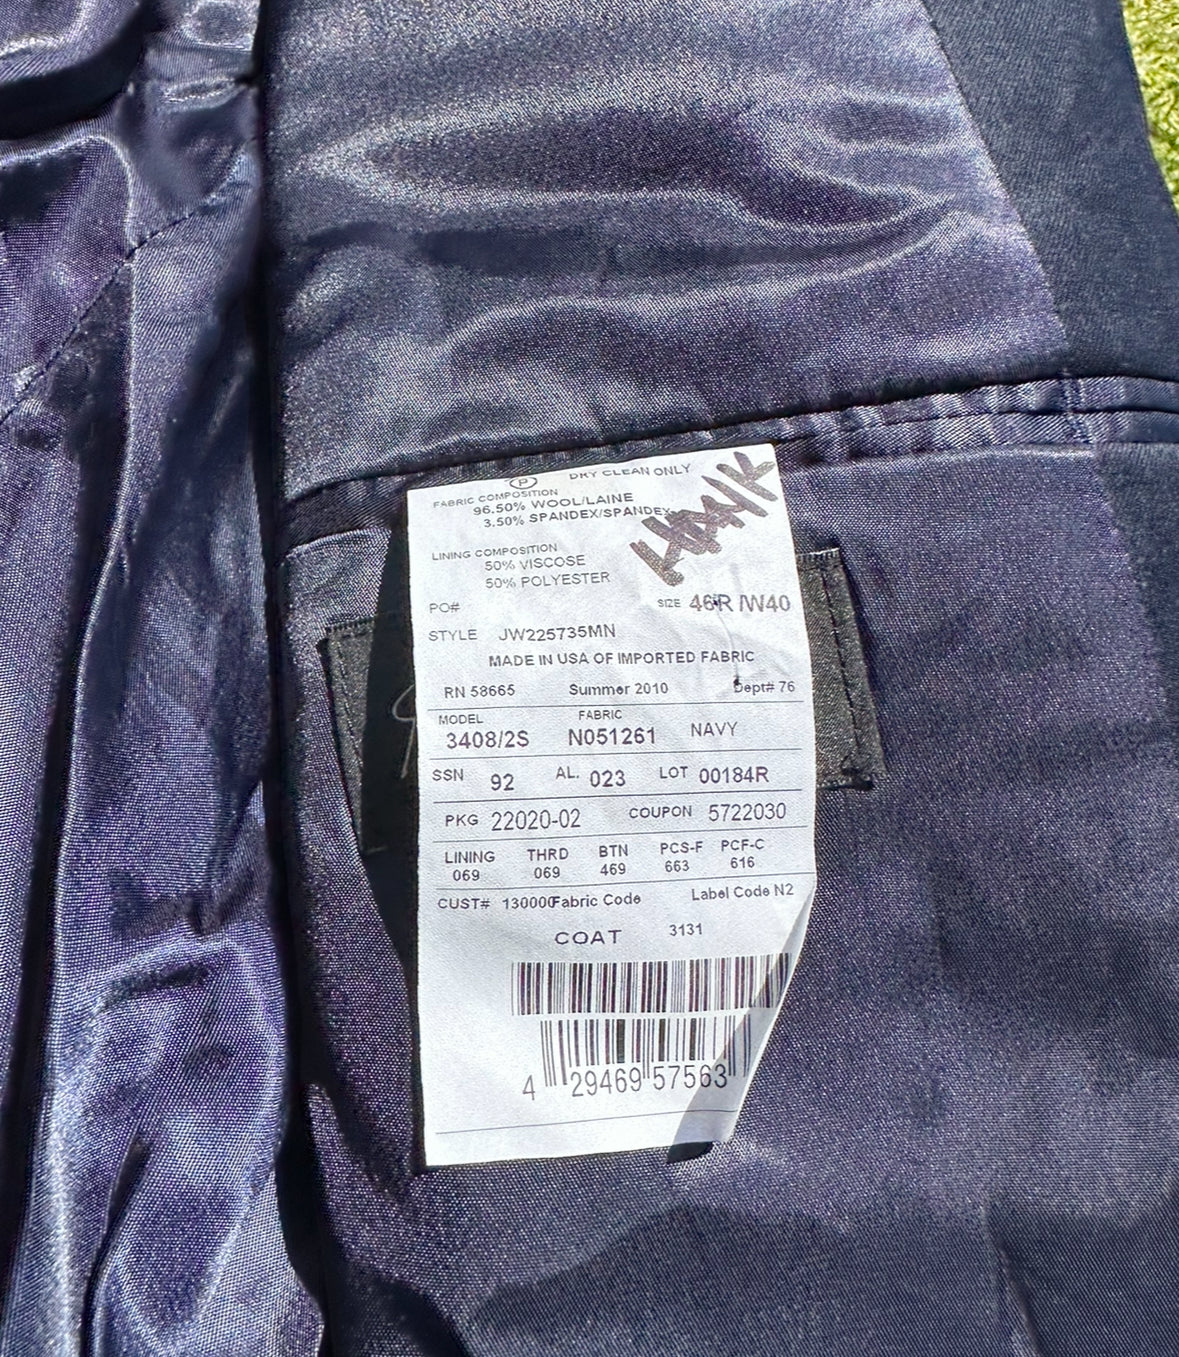 P DRY CLEAN ONLY
FABRIC COMPOSITION
96.50% WOOL/LAINE
3.50% SPANDEX/SPANDEX
LINING COMPOSITION
50% VISCOSE
50% POLYESTER
PO# SIZE 46R /W40
STYLE JW225735MN
MADE IN USA OF IMPORTED FABRIC
RN 58665 Summer 2010 Dept# 76
MODEL FABRIC
3408/2S N051261 NAVY
SSN 92 AL. 023 LOT 00184R
PKG 22020-02 COUPON 5722030
LINING THRD BTN PCS-F PCF-C
069 069 469 663 616
CUST# 130000 Fabric Code Label Code N2
COAT 3131
4 29469 57563